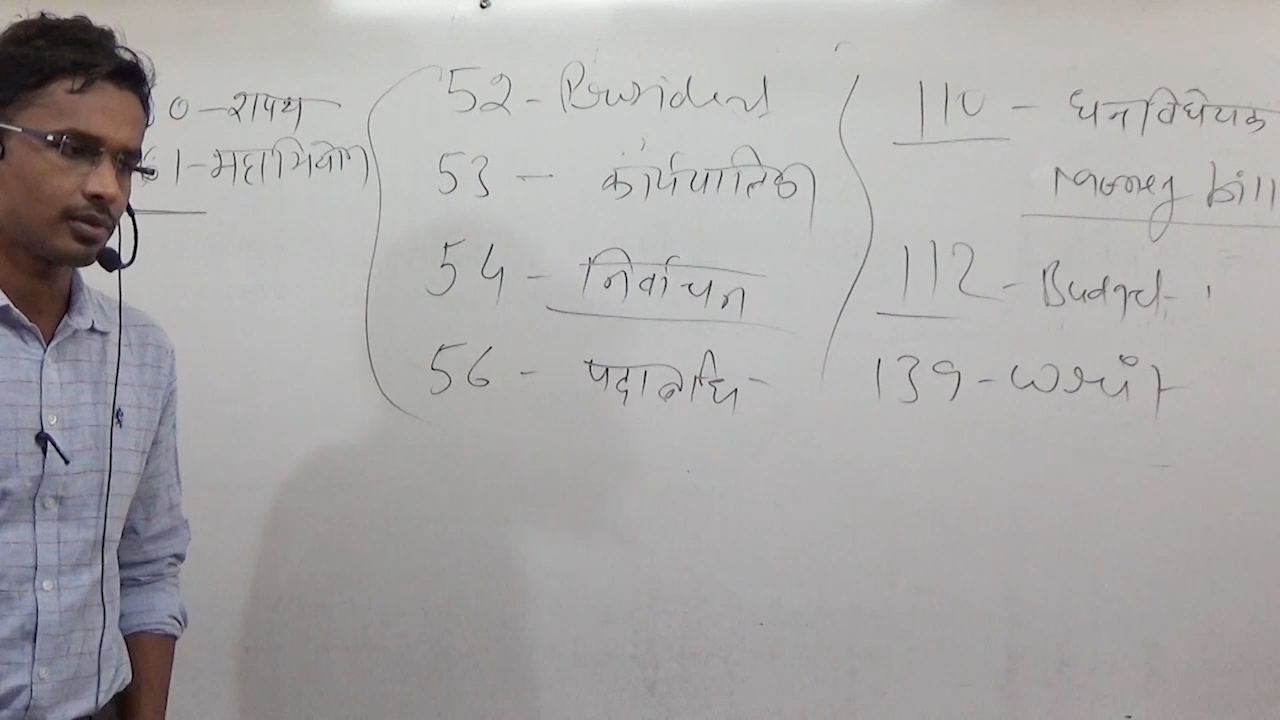 0 - शपथ
61 - महाभियोग
52 - President
53 - कार्यपालिका
54 - निर्वाचन
56 - पदावधि
110 - धनविधेयक
money bill
112 - Budget
139 - writ